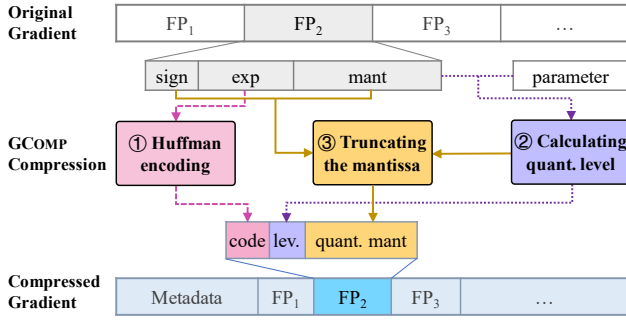 Original
Gradient
FP₁ FP₂ FP₃ ...
sign exp mant parameter
GCOMP
Compression
① Huffman
encoding
③ Truncating
the mantissa
② Calculating
quant. level
code lev. quant. mant
Compressed
Gradient
Metadata FP₁ FP₂ FP₃ ...